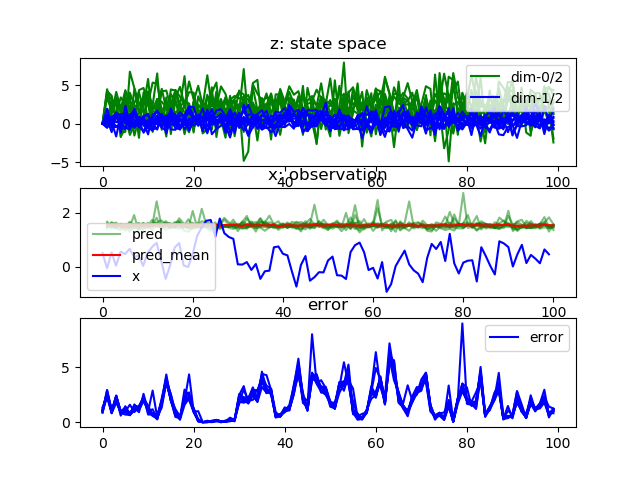 z: state space
5
0
−5
dim-0/2
dim-1/2
0
20
40
60
80
100
x: observation
2
0
pred
pred_mean
x
0
20
40
60
80
100
error
5
0
error
0
20
40
60
80
100